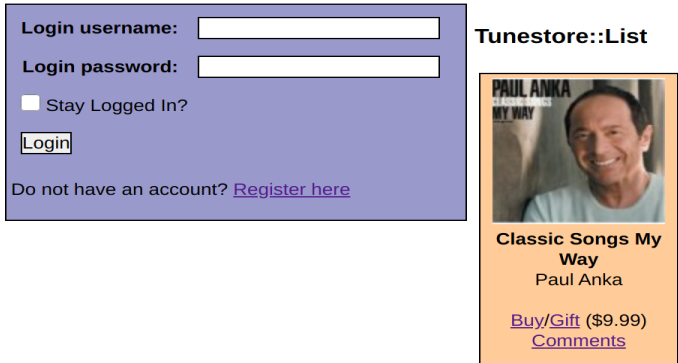 Login username:
Login password:
Stay Logged In?
Login
Do not have an account? Register here
Tunestore::List
PAUL ANKA
CLASSIC SONGS
MY WAY
Classic Songs My
Way
Paul Anka
Buy/Gift ($9.99)
Comments